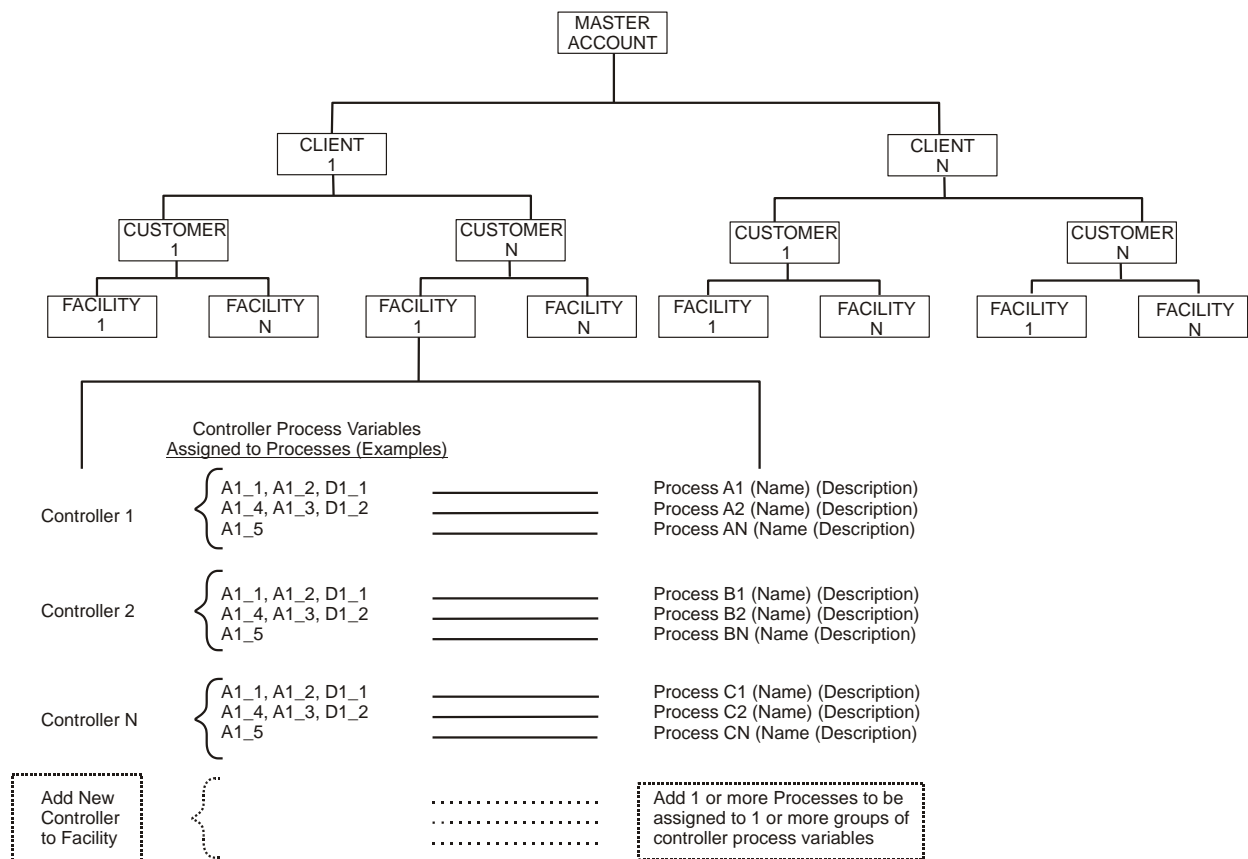 MASTER
ACCOUNT
CLIENT
1
CLIENT
N
CUSTOMER
1
CUSTOMER
N
CUSTOMER
1
CUSTOMER
N
FACILITY
1
FACILITY
N
FACILITY
1
FACILITY
N
FACILITY
1
FACILITY
N
FACILITY
1
FACILITY
N
Controller Process Variables
Assigned to Processes (Examples)
Controller 1
A1_1, A1_2, D1_1
A1_4, A1_3, D1_2
A1_5
Process A1 (Name) (Description)
Process A2 (Name) (Description)
Process AN (Name (Description)
Controller 2
A1_1, A1_2, D1_1
A1_4, A1_3, D1_2
A1_5
Process B1 (Name) (Description)
Process B2 (Name) (Description)
Process BN (Name (Description)
Controller N
A1_1, A1_2, D1_1
A1_4, A1_3, D1_2
A1_5
Process C1 (Name) (Description)
Process C2 (Name) (Description)
Process CN (Name (Description)
Add New
Controller
to Facility
Add 1 or more Processes to be
assigned to 1 or more groups of
controller process variables